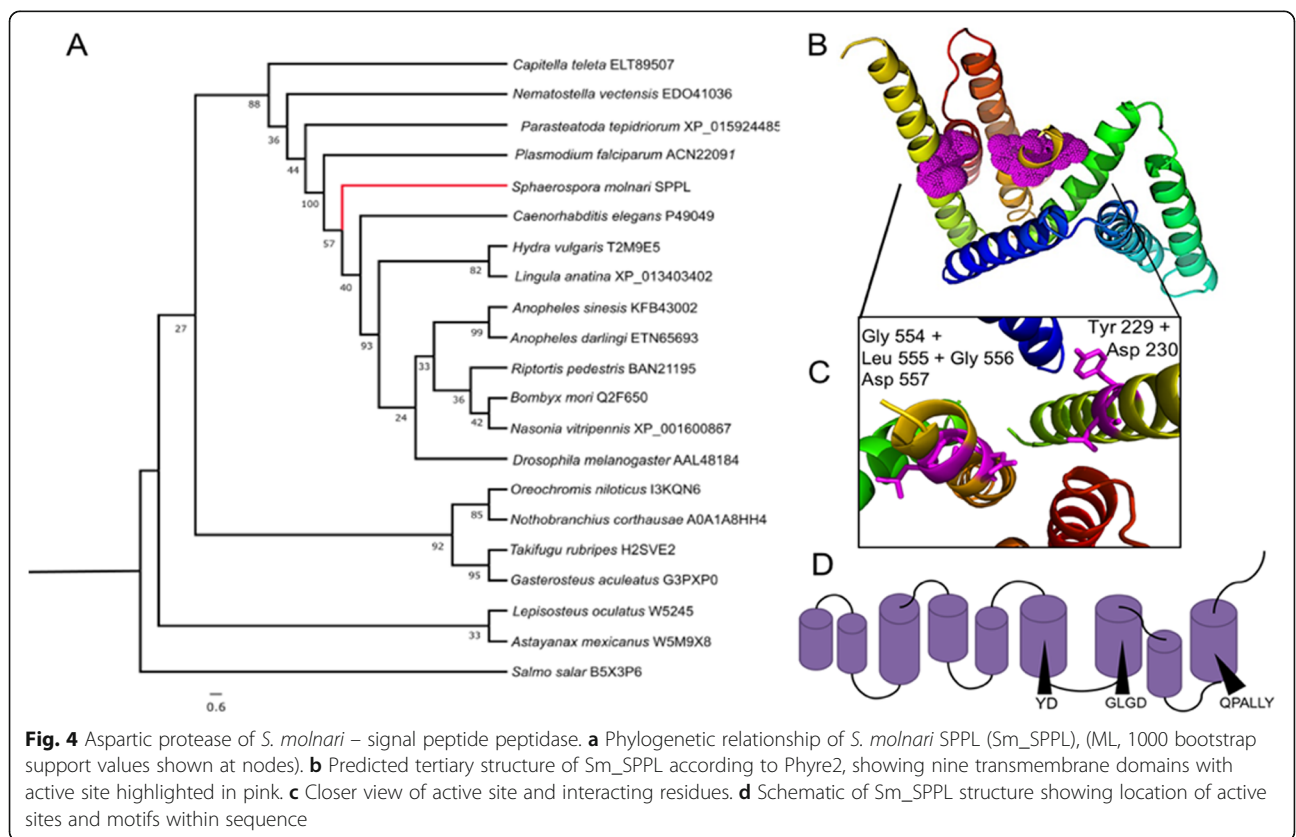 A
Capitella teleta ELT89507
88
Nematostella vectensis EDO41036
36
Parasteatoda tepidriorum XP_015924485
44
Plasmodium falciparum ACN22091
100
Sphaerospora molnari SPPL
57
Caenorhabditis elegans P49049
40
Hydra vulgaris T2M9E5
82
Lingula anatina XP_013403402
93
Anopheles sinesis KFB43002
99
Anopheles darlingi ETN65693
33
Riptortis pedestris BAN21195
36
Bombyx mori Q2F650
42
Nasonia vitripennis XP_001600867
24
Drosophila melanogaster AAL48184
27
Oreochromis niloticus I3KQN6
85
Nothobranchius corthausae A0A1A8HH4
92
Takifugu rubripes H2SVE2
95
Gasterosteus aculeatus G3PXP0
Lepisosteus oculatus W5245
33
Astayanax mexicanus W5M9X8
Salmo salar B5X3P6
0.6
B
C
Gly 554 +
Leu 555 + Gly 556
Asp 557
Tyr 229 +
Asp 230
D
YD
GLGD
QPALLY
Fig. 4 Aspartic protease of S. molnari – signal peptide peptidase. a Phylogenetic relationship of S. molnari SPPL (Sm_SPPL), (ML, 1000 bootstrap
support values shown at nodes). b Predicted tertiary structure of Sm_SPPL according to Phyre2, showing nine transmembrane domains with
active site highlighted in pink. c Closer view of active site and interacting residues. d Schematic of Sm_SPPL structure showing location of active
sites and motifs within sequence